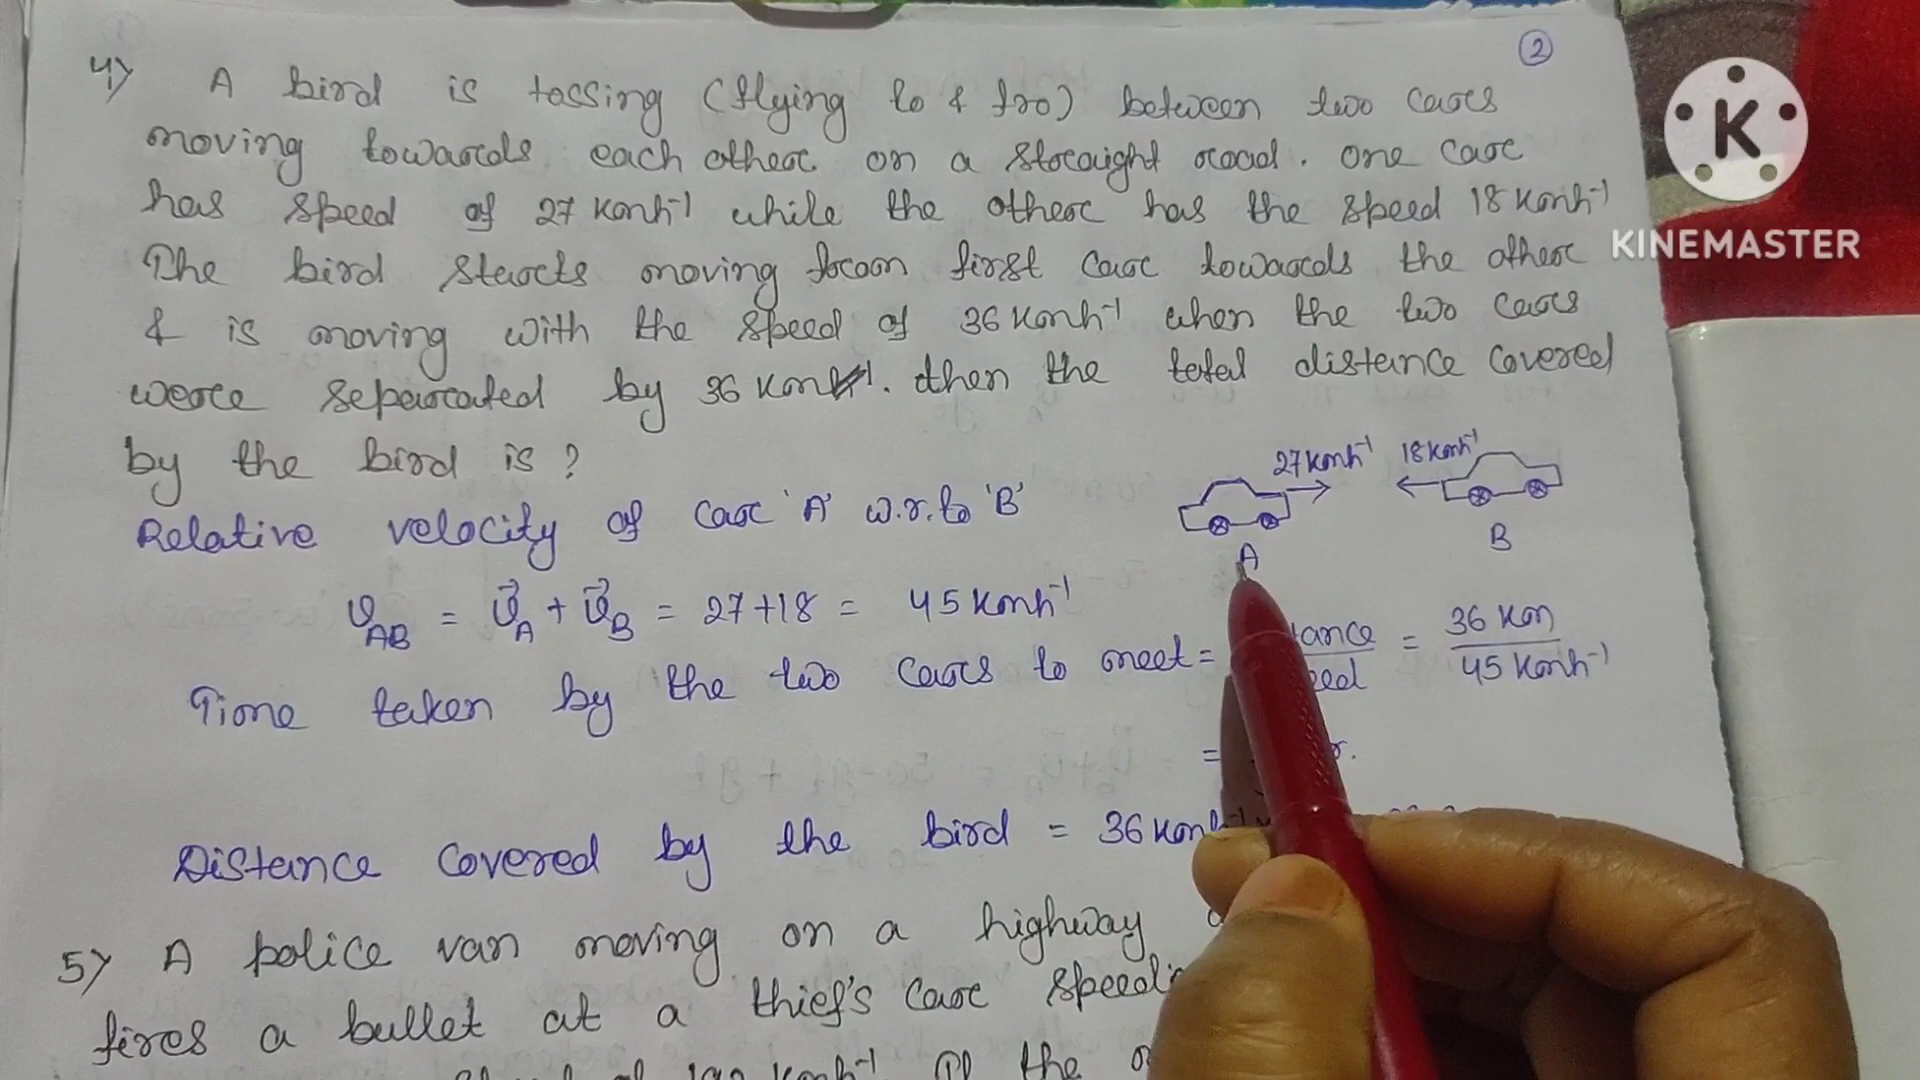 2
4) A bird is tossing (flying to & fro) between two cars
moving towards each other on a straight road. One car
has speed of 27 Kmh⁻¹ while the other has the speed 18 Kmh⁻¹
The bird starts moving from first car towards the other
& is moving with the speed of 36 Kmh⁻¹ when the two cars
were separated by 36 Km. then the total distance covered
by the bird is ?
27 Kmh⁻¹ 18 Kmh⁻¹
A B
Relative velocity of car 'A' w.r.to 'B'
V_AB = V⃗_A + V⃗_B = 27+18 = 45 Kmh⁻¹
Time taken by the two cars to meet = = 36 Km / 45 Kmh⁻¹
=
Distance covered by the bird = 36 Kmh⁻¹
5) A police van moving on a highway
fires a bullet at a thief's car
If the
K
KINEMASTER